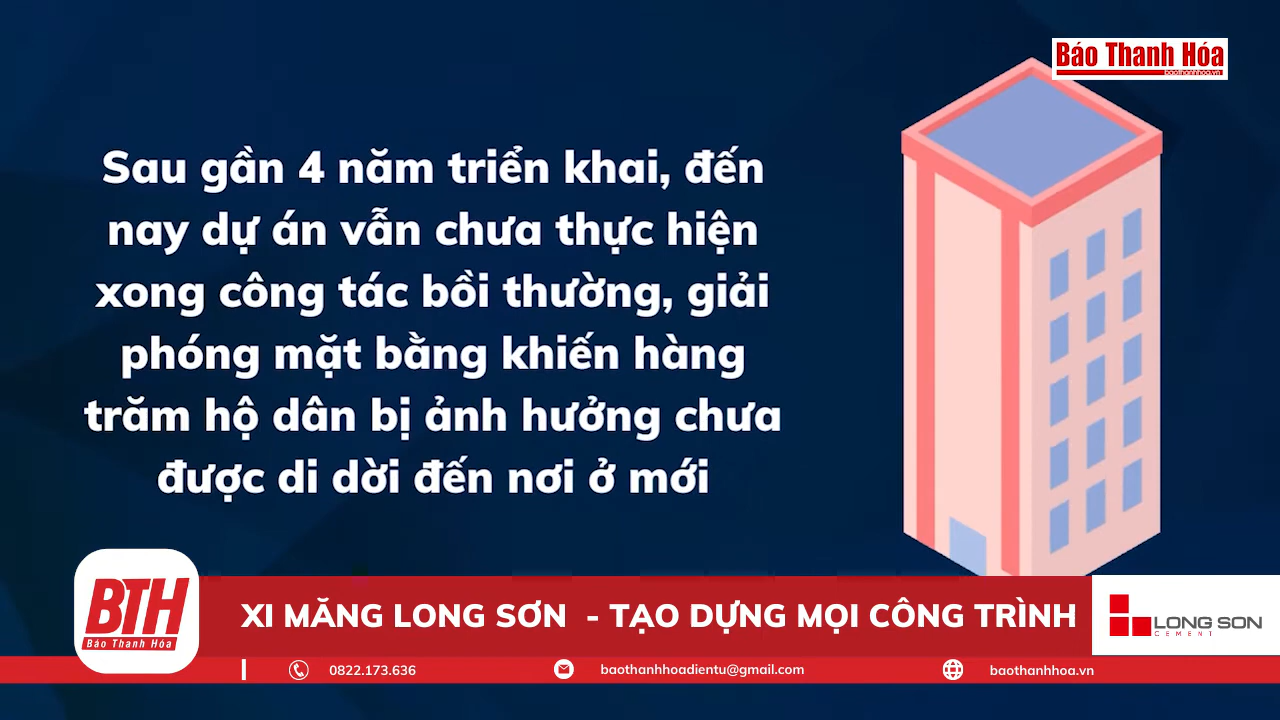 Báo Thanh Hóa
baothanhhoa.vn
Sau gần 4 năm triển khai, đến
nay dự án vẫn chưa thực hiện
xong công tác bồi thường, giải
phóng mặt bằng khiến hàng
trăm hộ dân bị ảnh hưởng chưa
được di dời đến nơi ở mới
BTH
Báo Thanh Hóa
XI MĂNG LONG SƠN - TẠO DỰNG MỌI CÔNG TRÌNH
LONG SON
CEMENT
0822.173.636
baothanhhoadientu@gmail.com
baothanhhoa.vn